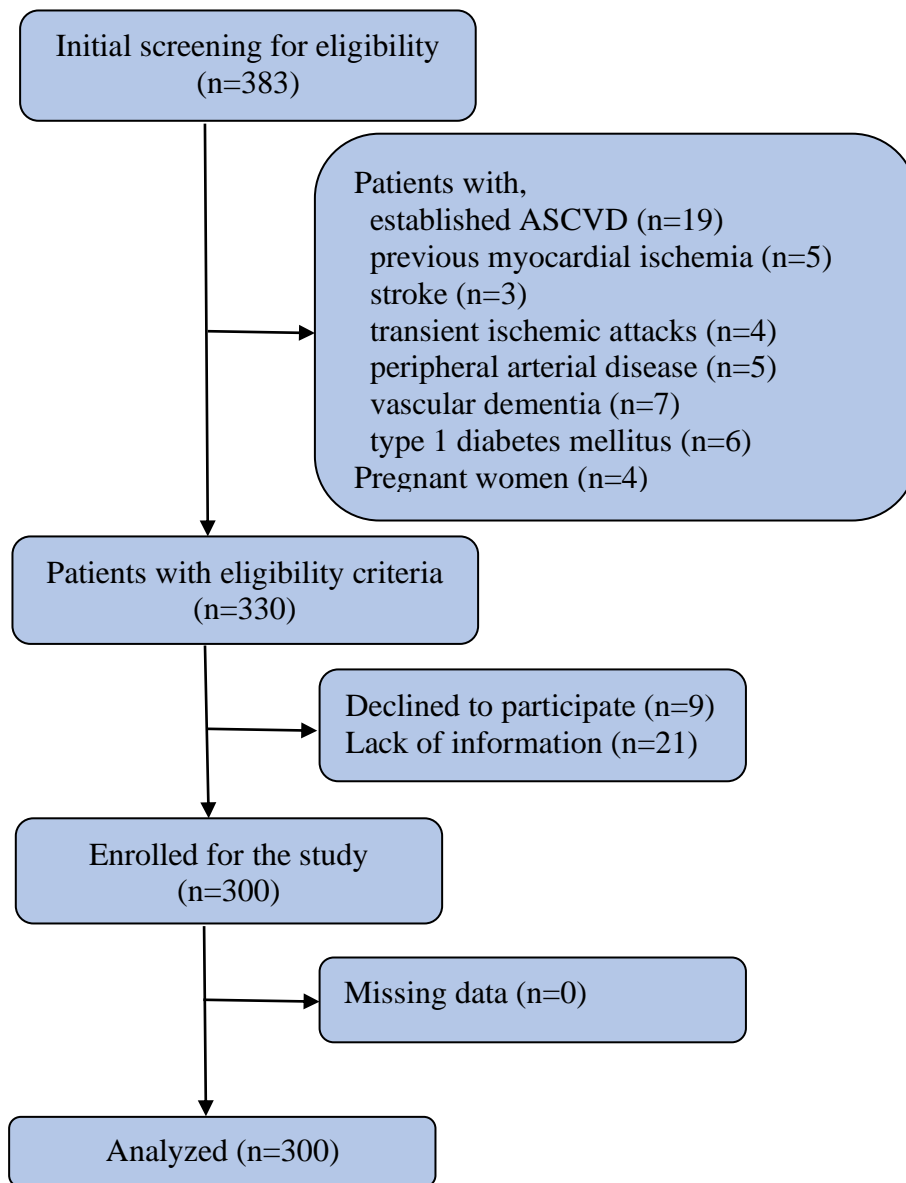 Initial screening for eligibility
(n=383)
Patients with,
established ASCVD (n=19)
previous myocardial ischemia (n=5)
stroke (n=3)
transient ischemic attacks (n=4)
peripheral arterial disease (n=5)
vascular dementia (n=7)
type 1 diabetes mellitus (n=6)
Pregnant women (n=4)
Patients with eligibility criteria
(n=330)
Declined to participate (n=9)
Lack of information (n=21)
Enrolled for the study
(n=300)
Missing data (n=0)
Analyzed (n=300)